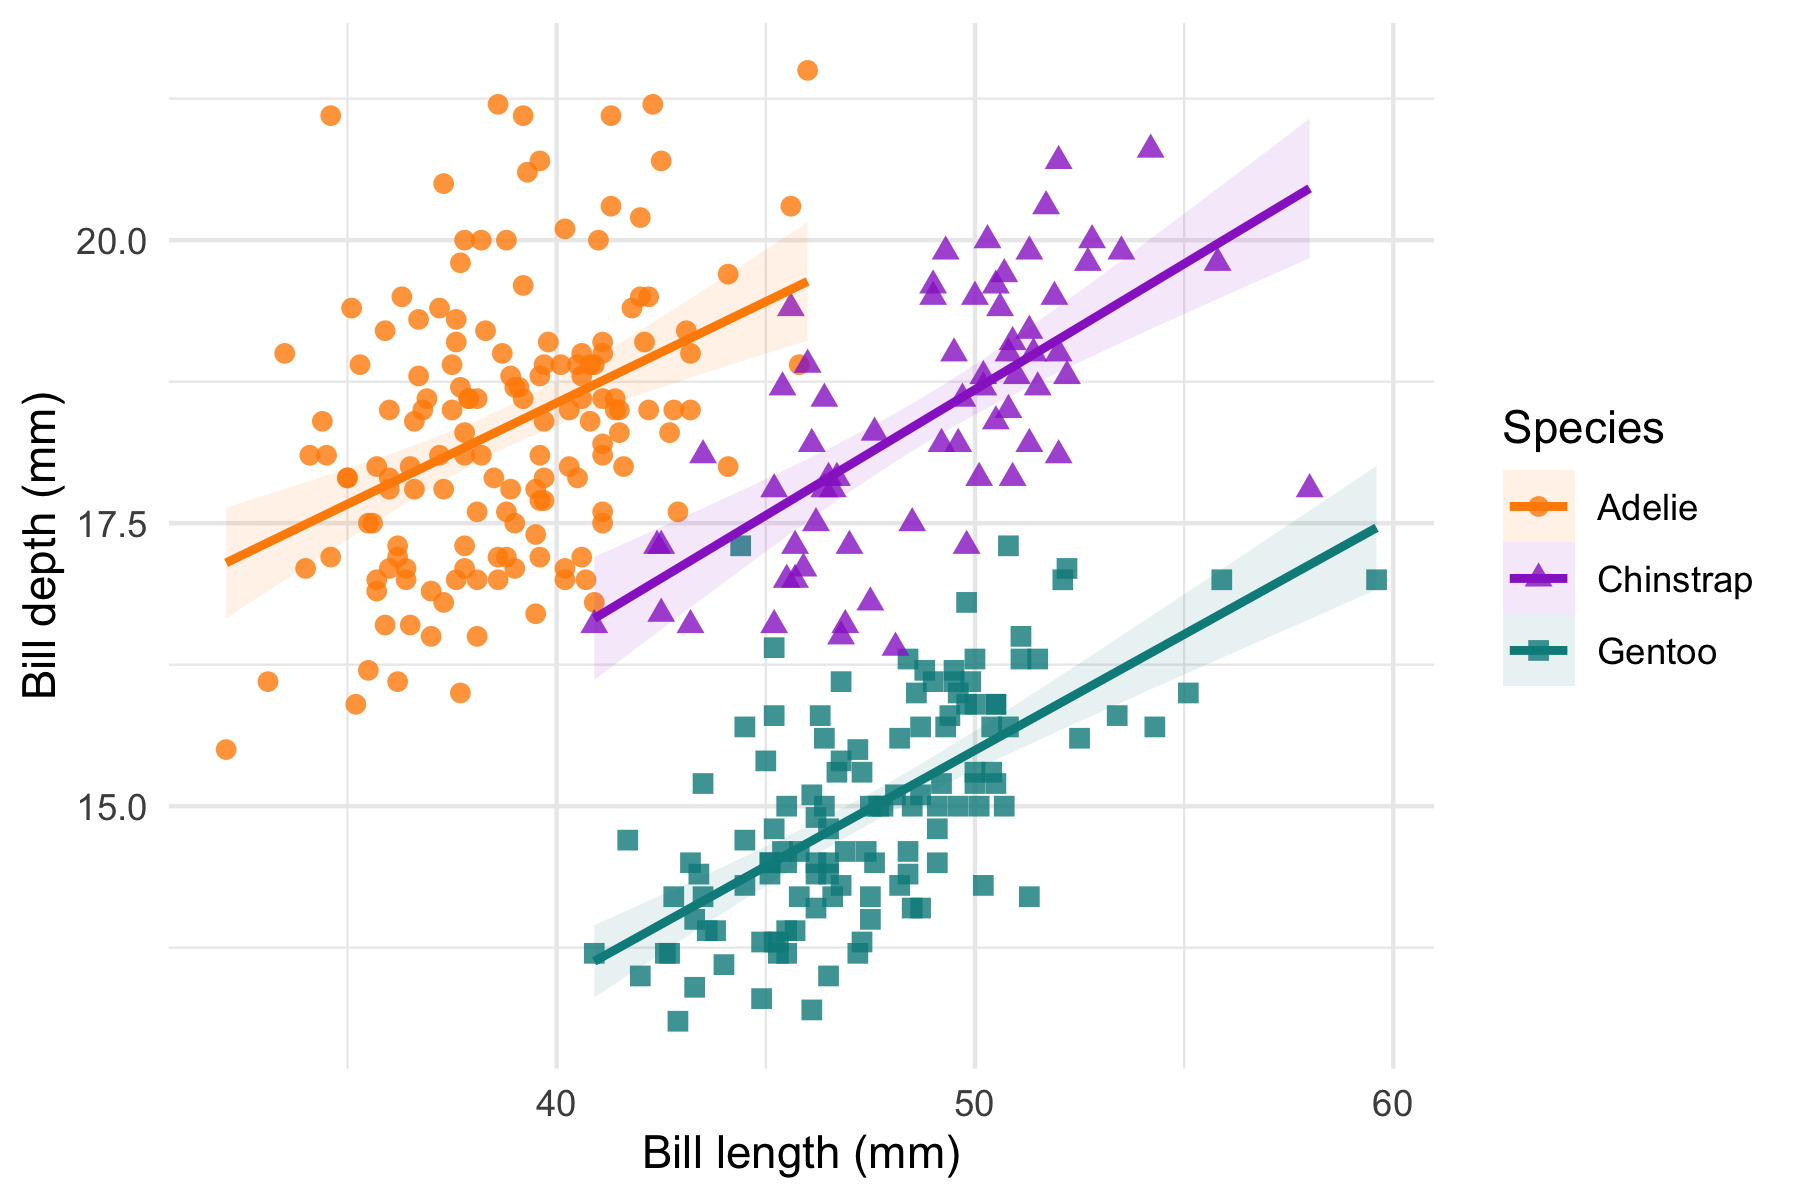 20.0
17.5
15.0
Bill depth (mm)
40
50
60
Bill length (mm)
Species
Adelie
Chinstrap
Gentoo